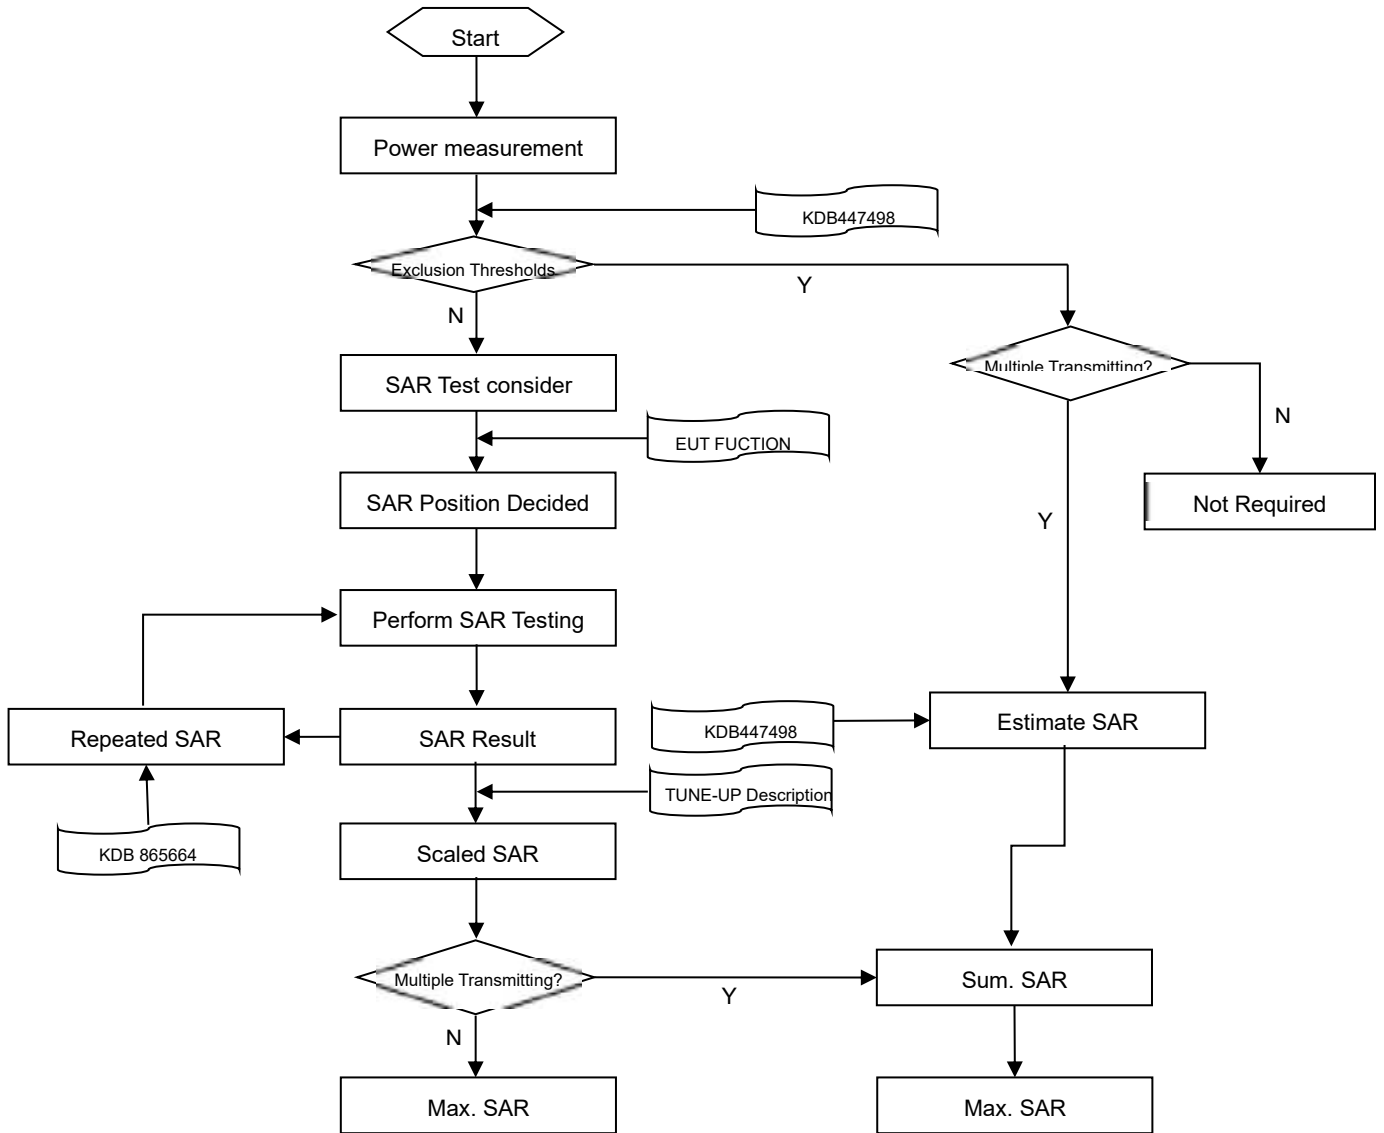 Start
Power measurement
KDB447498
Exclusion Thresholds
Y
N
Multiple Transmitting?
SAR Test consider
N
EUT FUCTION
SAR Position Decided
Not Required
Y
Perform SAR Testing
Repeated SAR
SAR Result
KDB447498
Estimate SAR
TUNE-UP Description
KDB 865664
Scaled SAR
Multiple Transmitting?
Y
Sum. SAR
N
Max. SAR
Max. SAR